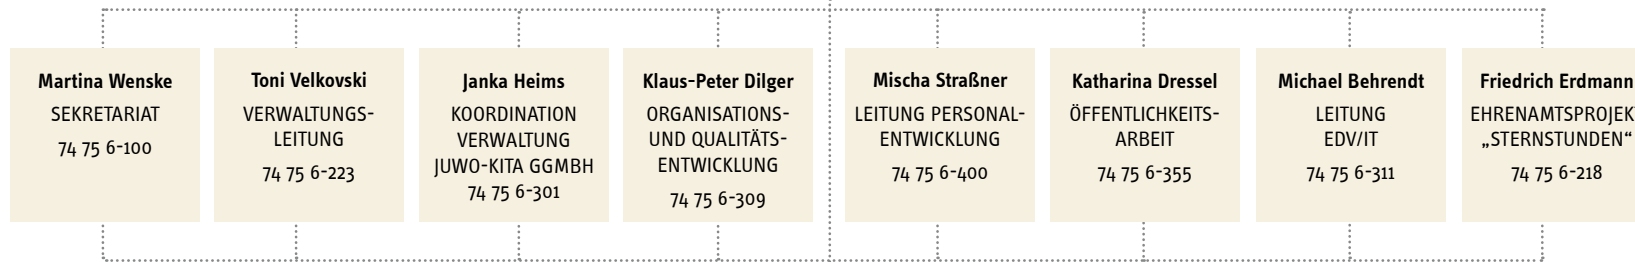 Martina Wenske
SEKRETARIAT
74 75 6-100
Toni Velkovski
VERWALTUNGS-
LEITUNG
74 75 6-223
Janka Heims
KOORDINATION
VERWALTUNG
JUWO-KITA GGMBH
74 75 6-301
Klaus-Peter Dilger
ORGANISATIONS-
UND QUALITÄTS-
ENTWICKLUNG
74 75 6-309
Mischa Straßner
LEITUNG PERSONAL-
ENTWICKLUNG
74 75 6-400
Katharina Dressel
ÖFFENTLICHKEITS-
ARBEIT
74 75 6-355
Michael Behrendt
LEITUNG
EDV/IT
74 75 6-311
Friedrich Erdmann
EHRENAMTSPROJEKT
„STERNSTUNDEN“
74 75 6-218